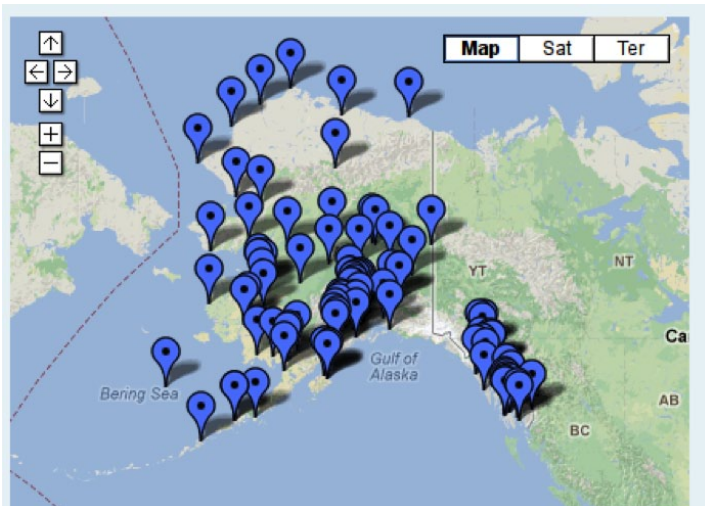 Map Sat Ter
YT
NT
Ca
Gulf of
Alaska
Bering Sea
AB
BC